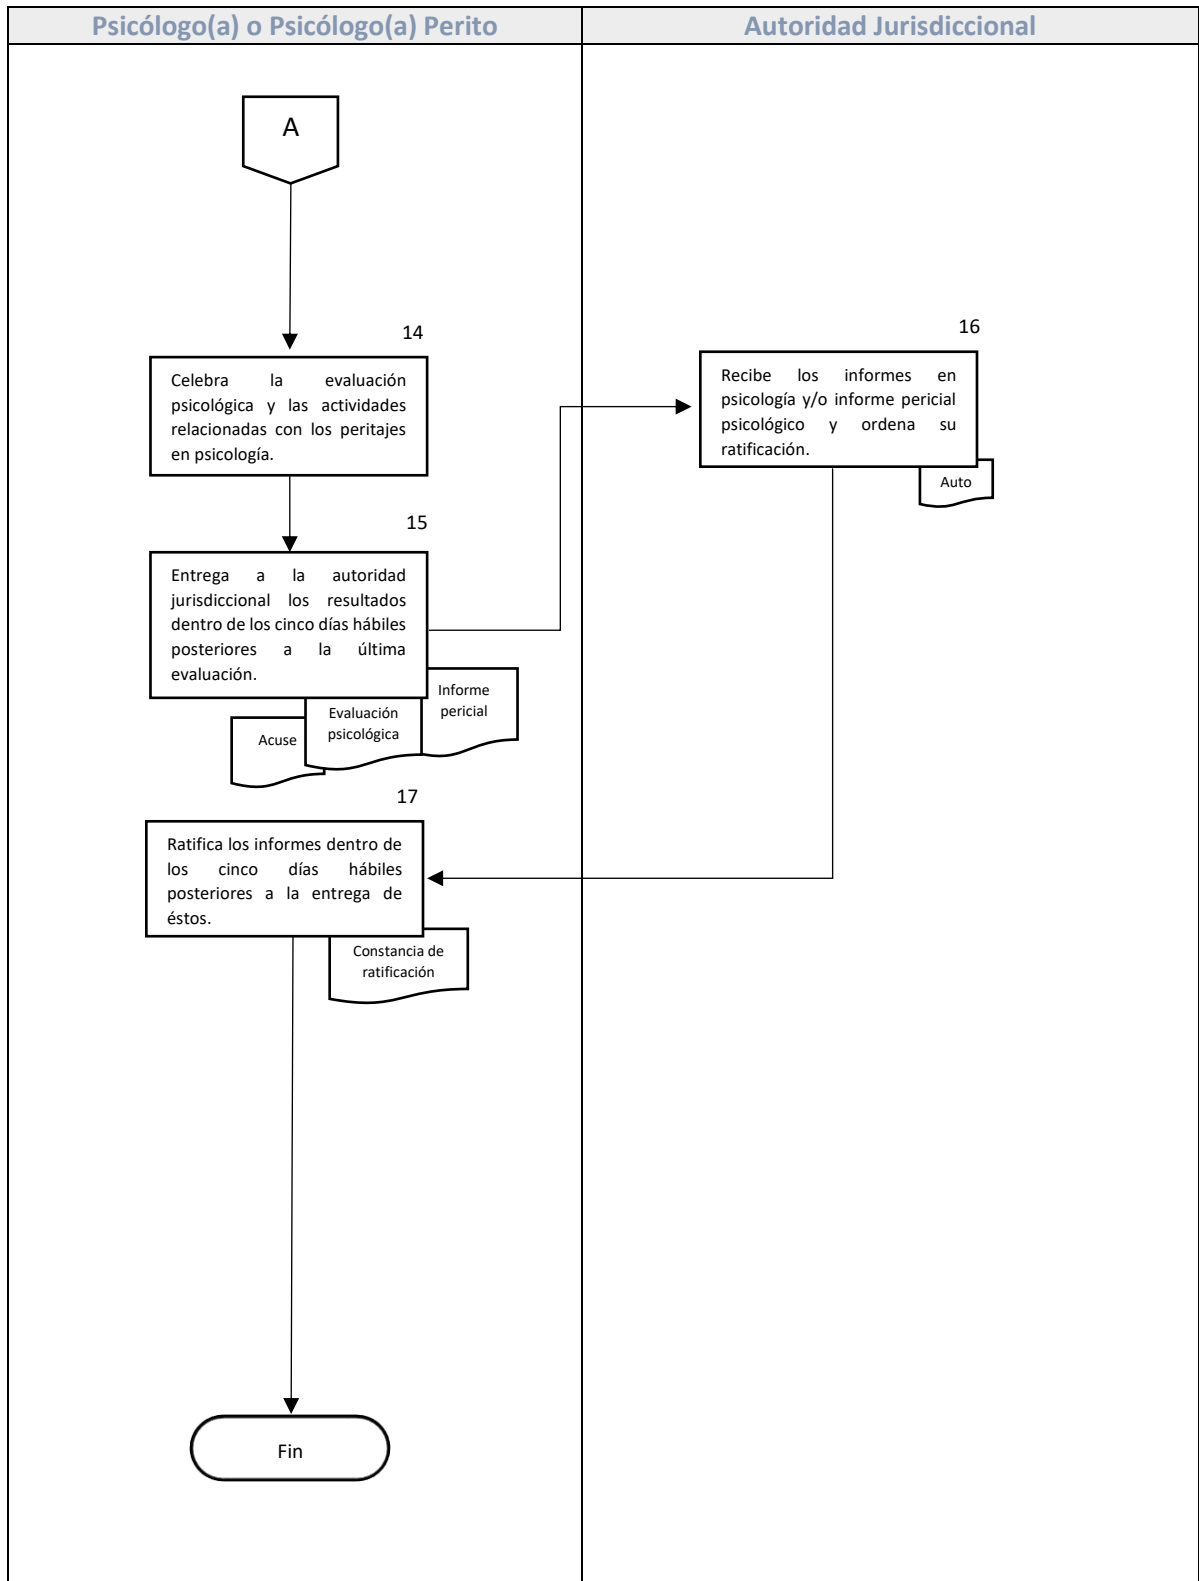 Psicólogo(a) o Psicólogo(a) Perito
Autoridad Jurisdiccional
A
14
Celebra la evaluación
psicológica y las actividades
relacionadas con los peritajes
en psicología.
15
Entrega a la autoridad
jurisdiccional los resultados
dentro de los cinco días hábiles
posteriores a la última
evaluación.
Informe
pericial
Evaluación
psicológica
Acuse
16
Recibe los informes en
psicología y/o informe pericial
psicológico y ordena su
ratificación.
Auto
17
Ratifica los informes dentro de
los cinco días hábiles
posteriores a la entrega de
éstos.
Constancia de
ratificación
Fin